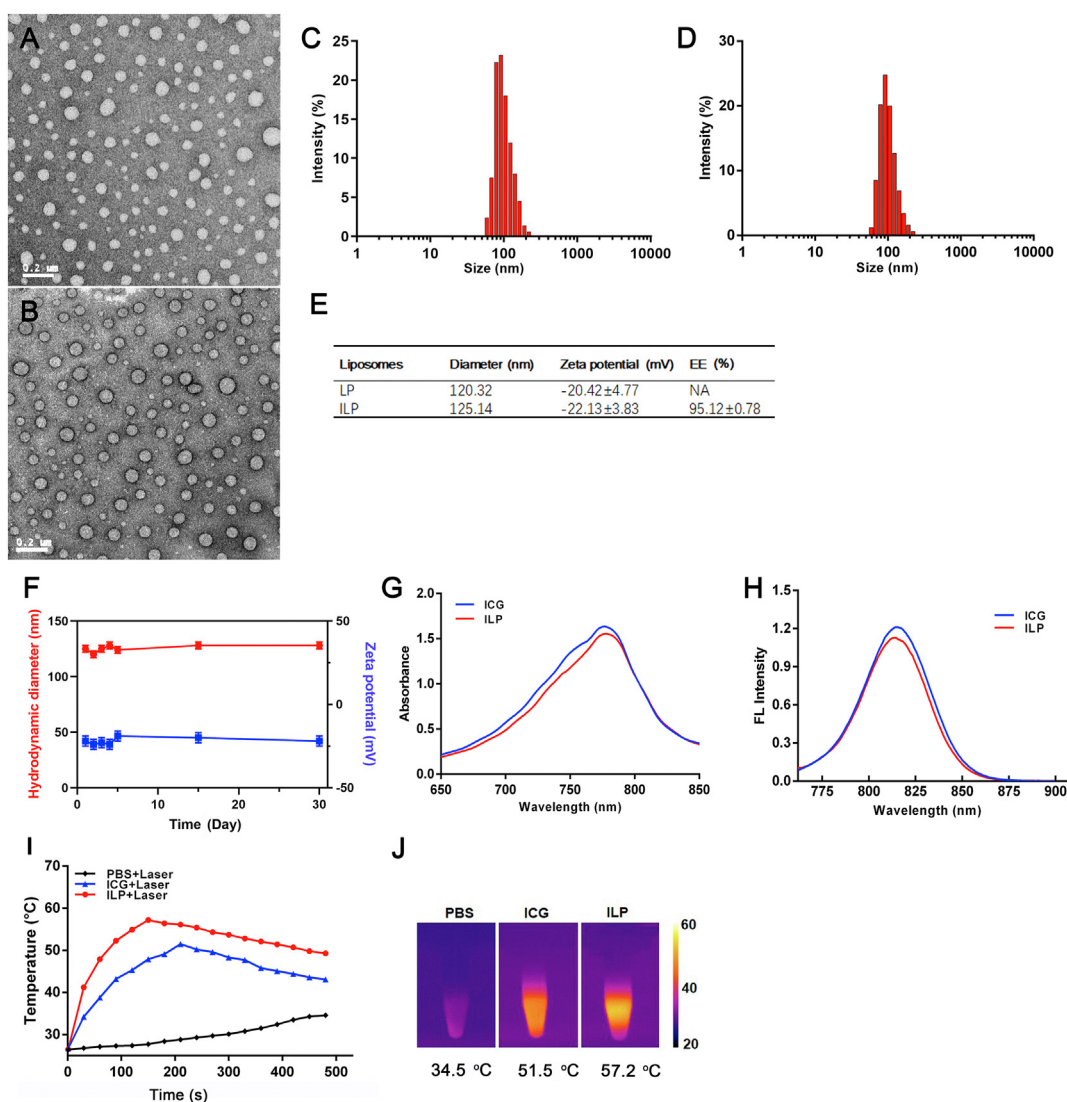 A
0.2 um
B
0.2 um
C
Intensity (%)
25
20
15
10
5
0
1 10 100 1000 10000
Size (nm)
D
Intensity (%)
30
20
10
0
1 10 100 1000 10000
Size (nm)
E
Liposomes Diameter (nm) Zeta potential (mV) EE (%)
LP 120.32 -20.42±4.77 NA
ILP 125.14 -22.13±3.83 95.12±0.78
F
Hydrodynamic diameter (nm)
150
100
50
0
Zeta potential
(mV)
50
0
-50
0 10 20 30
Time (Day)
G
ICG
ILP
Absorbance
2.0
1.5
1.0
0.5
0.0
650 700 750 800 850
Wavelength (nm)
H
ICG
ILP
FL Intensity
1.5
1.2
0.9
0.6
0.3
0.0
775 800 825 850 875 900
Wavelength (nm)
I
PBS+Laser
ICG+Laser
ILP+Laser
Temperature (°C)
70
60
50
40
30
0 100 200 300 400 500
Time (s)
J
PBS ICG ILP
60
40
20
34.5 °C 51.5 °C 57.2 °C